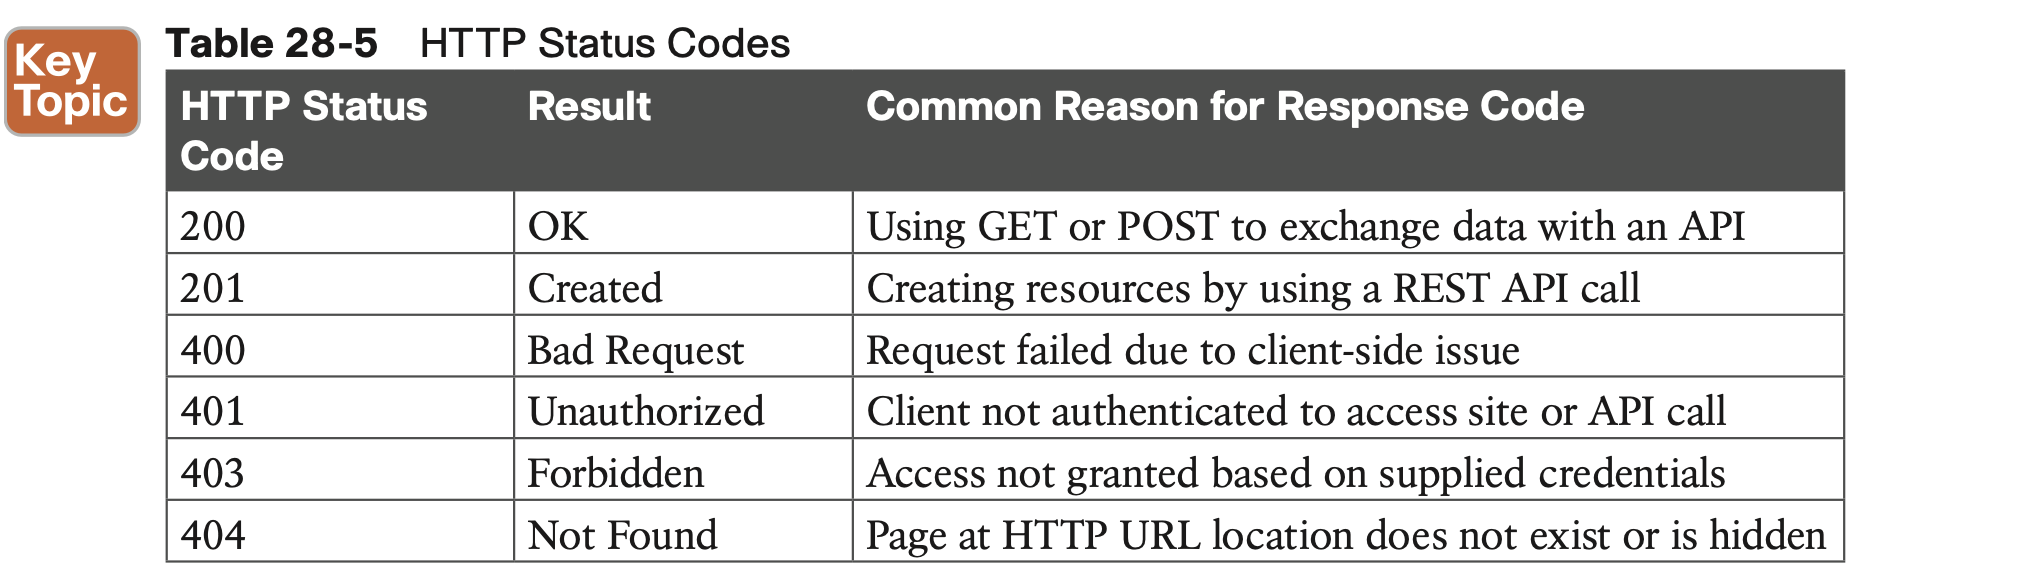 Key
Topic
Table 28-5 HTTP Status Codes
HTTP Status Code Result Common Reason for Response Code
200 OK Using GET or POST to exchange data with an API
201 Created Creating resources by using a REST API call
400 Bad Request Request failed due to client-side issue
401 Unauthorized Client not authenticated to access site or API call
403 Forbidden Access not granted based on supplied credentials
404 Not Found Page at HTTP URL location does not exist or is hidden